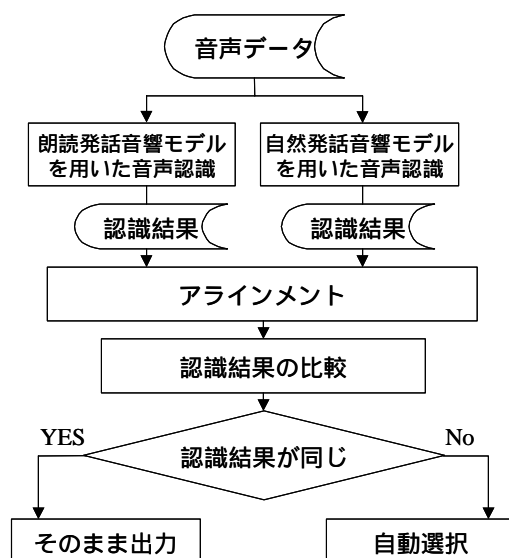 音声データ
朗読発話音響モデル
を用いた音声認識
自然発話音響モデル
を用いた音声認識
認識結果
認識結果
アラインメント
認識結果の比較
YES
No
認識結果が同じ
そのまま出力
自動選択